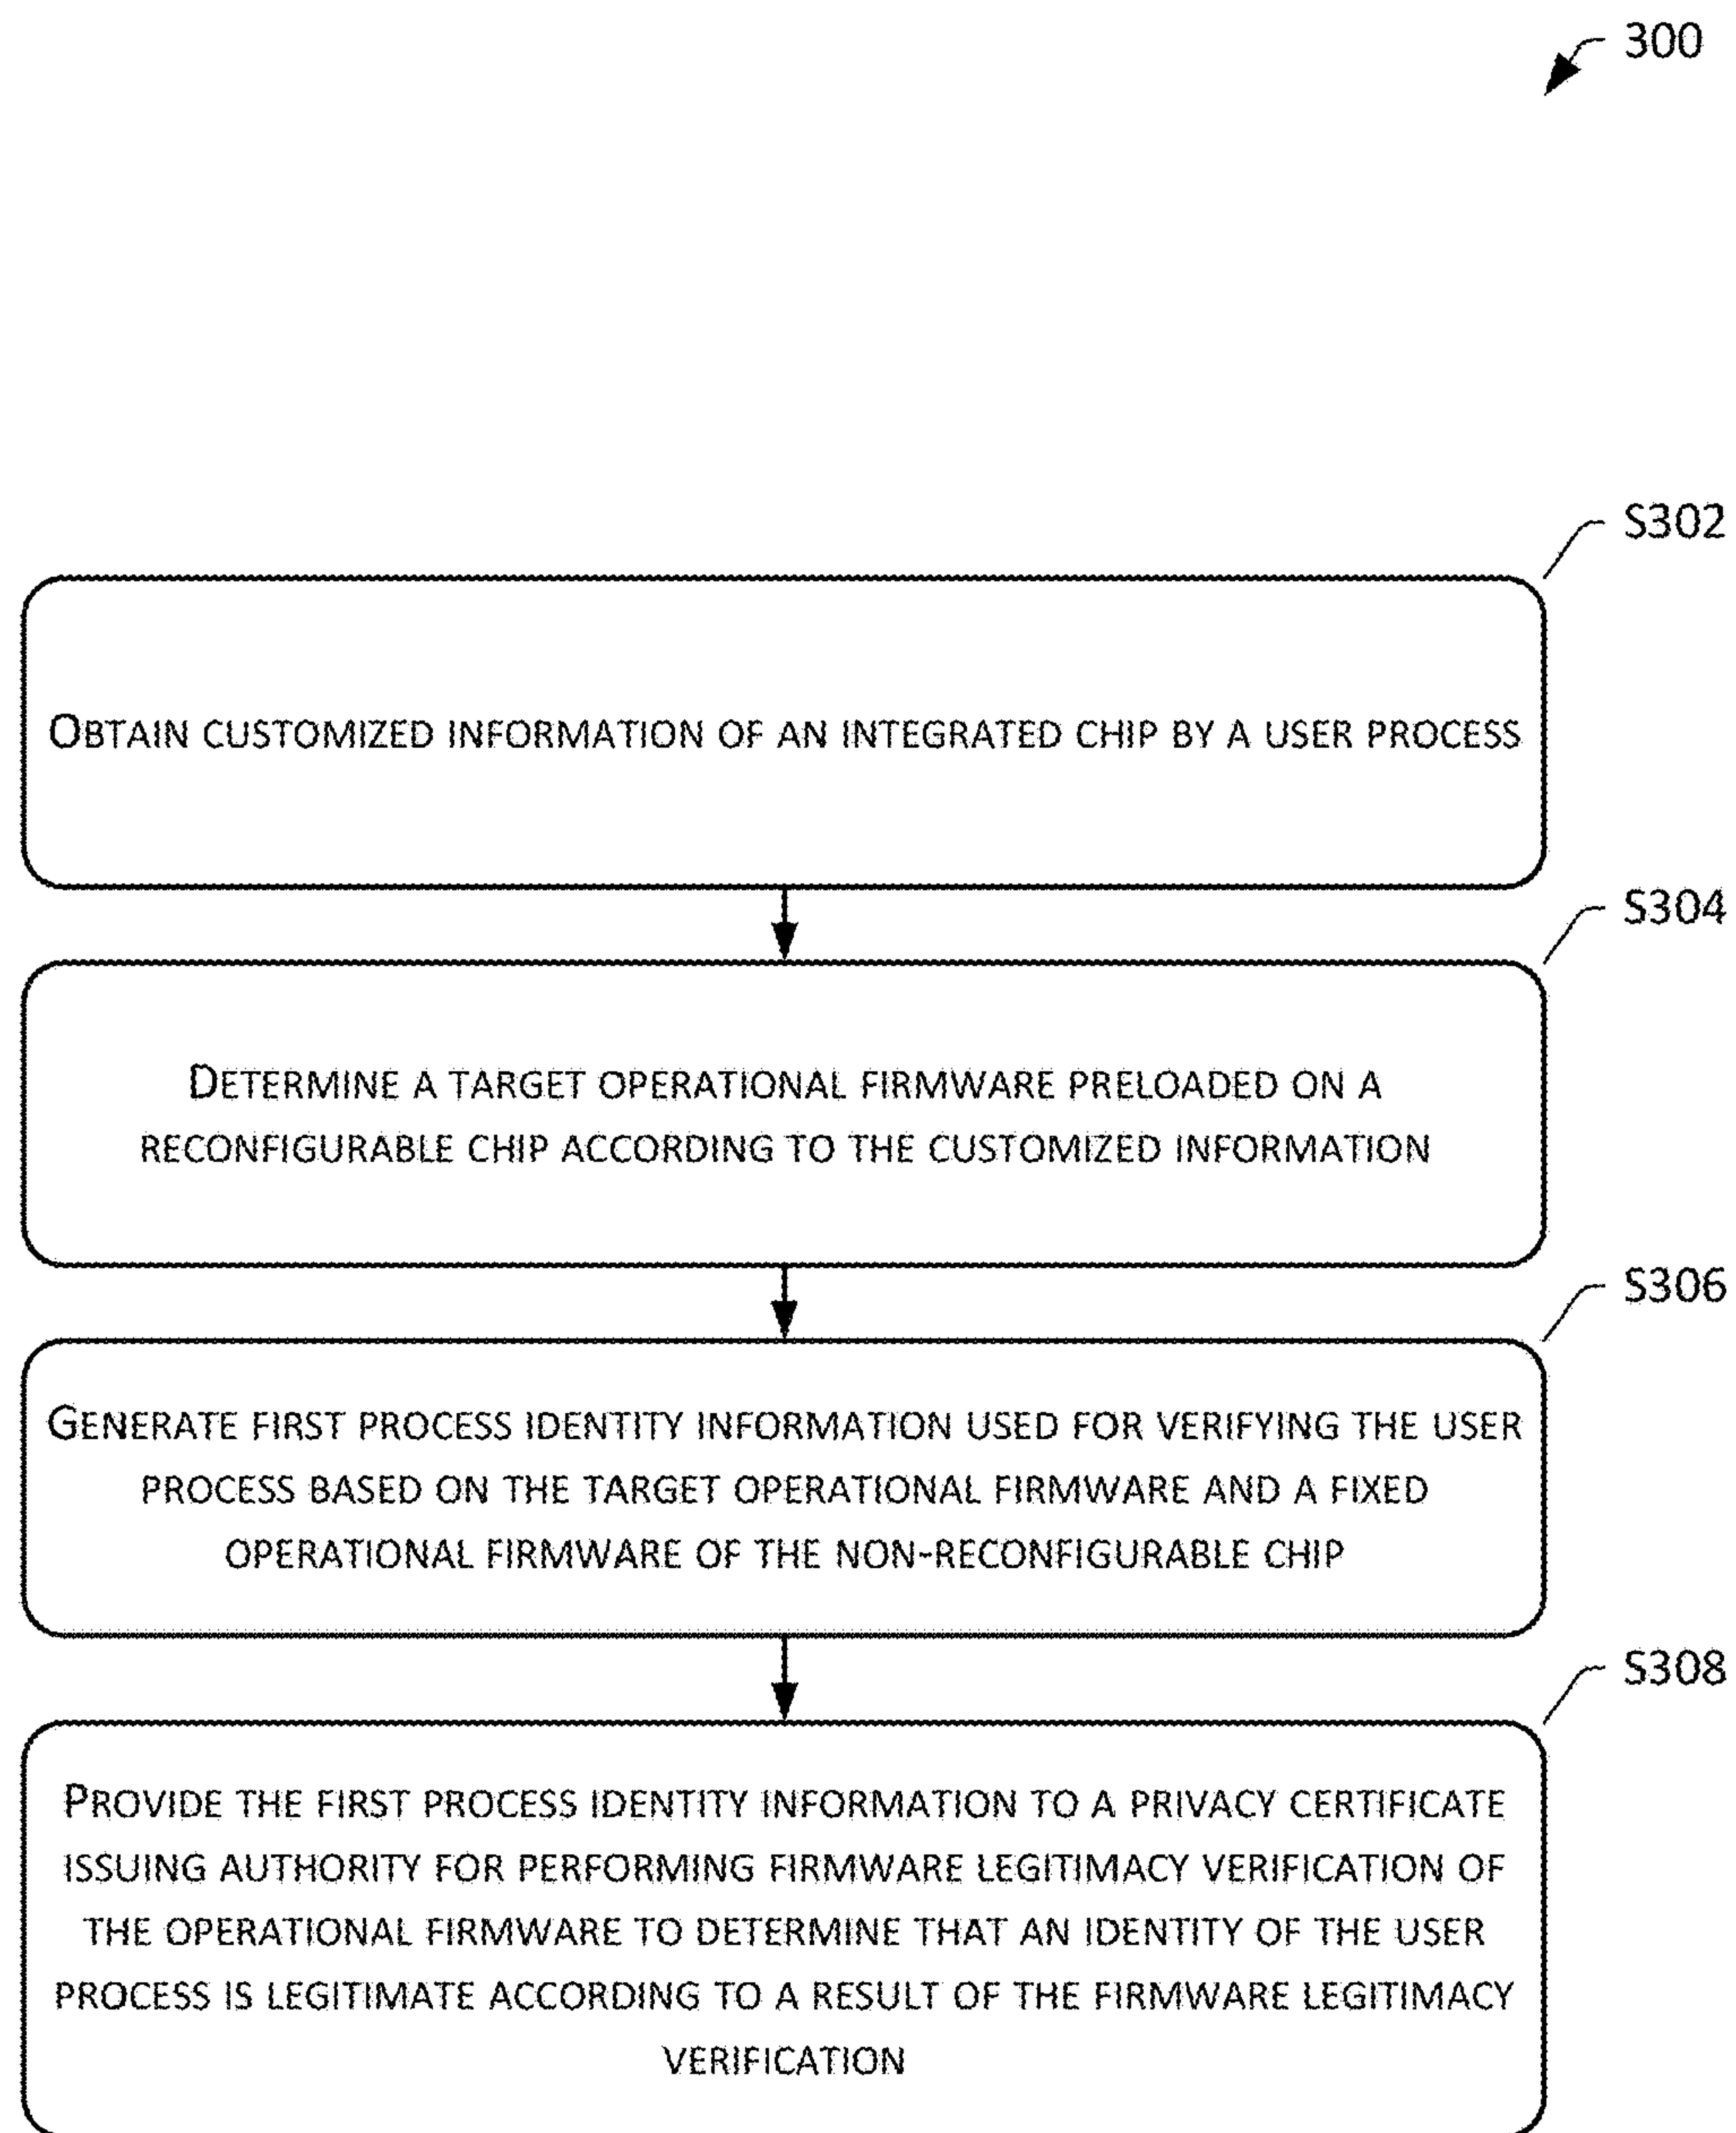 300
S302
OBTAIN CUSTOMIZED INFORMATION OF AN INTEGRATED CHIP BY A USER PROCESS
S304
DETERMINE A TARGET OPERATIONAL FIRMWARE PRELOADED ON A
RECONFIGURABLE CHIP ACCORDING TO THE CUSTOMIZED INFORMATION
S306
GENERATE FIRST PROCESS IDENTITY INFORMATION USED FOR VERIFYING THE USER
PROCESS BASED ON THE TARGET OPERATIONAL FIRMWARE AND A FIXED
OPERATIONAL FIRMWARE OF THE NON-RECONFIGURABLE CHIP
S308
PROVIDE THE FIRST PROCESS IDENTITY INFORMATION TO A PRIVACY CERTIFICATE
ISSUING AUTHORITY FOR PERFORMING FIRMWARE LEGITIMACY VERIFICATION OF
THE OPERATIONAL FIRMWARE TO DETERMINE THAT AN IDENTITY OF THE USER
PROCESS IS LEGITIMATE ACCORDING TO A RESULT OF THE FIRMWARE LEGITIMACY
VERIFICATION